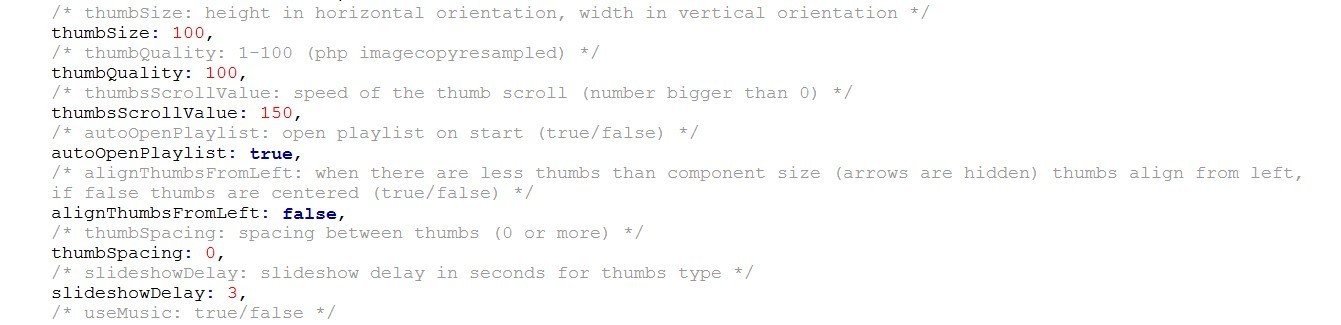 /* thumbSize: height in horizontal orientation, width in vertical orientation */
thumbSize: 100,
/* thumbQuality: 1-100 (php imagecopyresampled) */
thumbQuality: 100,
/* thumbsScrollValue: speed of the thumb scroll (number bigger than 0) */
thumbsScrollValue: 150,
/* autoOpenPlaylist: open playlist on start (true/false) */
autoOpenPlaylist: true,
/* alignThumbsFromLeft: when there are less thumbs than component size (arrows are hidden) thumbs align from left,
if false thumbs are centered (true/false) */
alignThumbsFromLeft: false,
/* thumbSpacing: spacing between thumbs (0 or more) */
thumbSpacing: 0,
/* slideshowDelay: slideshow delay in seconds for thumbs type */
slideshowDelay: 3,
/* useMusic: true/false */